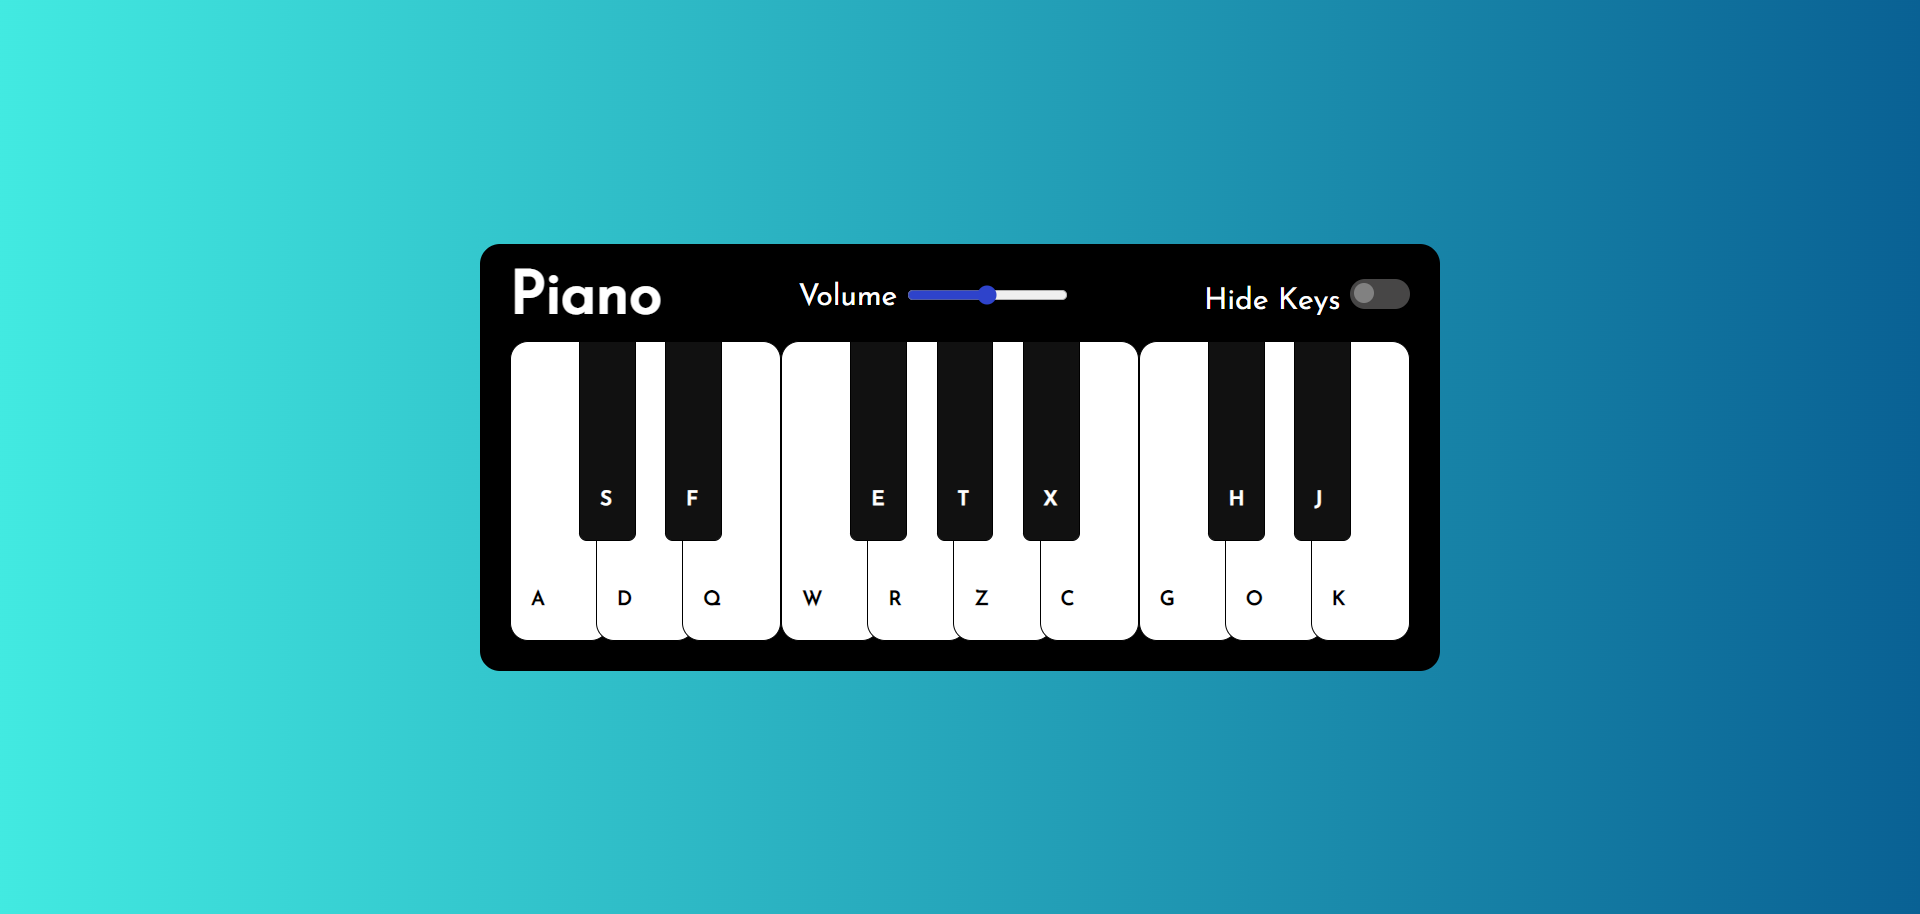 Piano
Volume
Hide Keys
S F E T X H J
A D Q W R Z C G O K